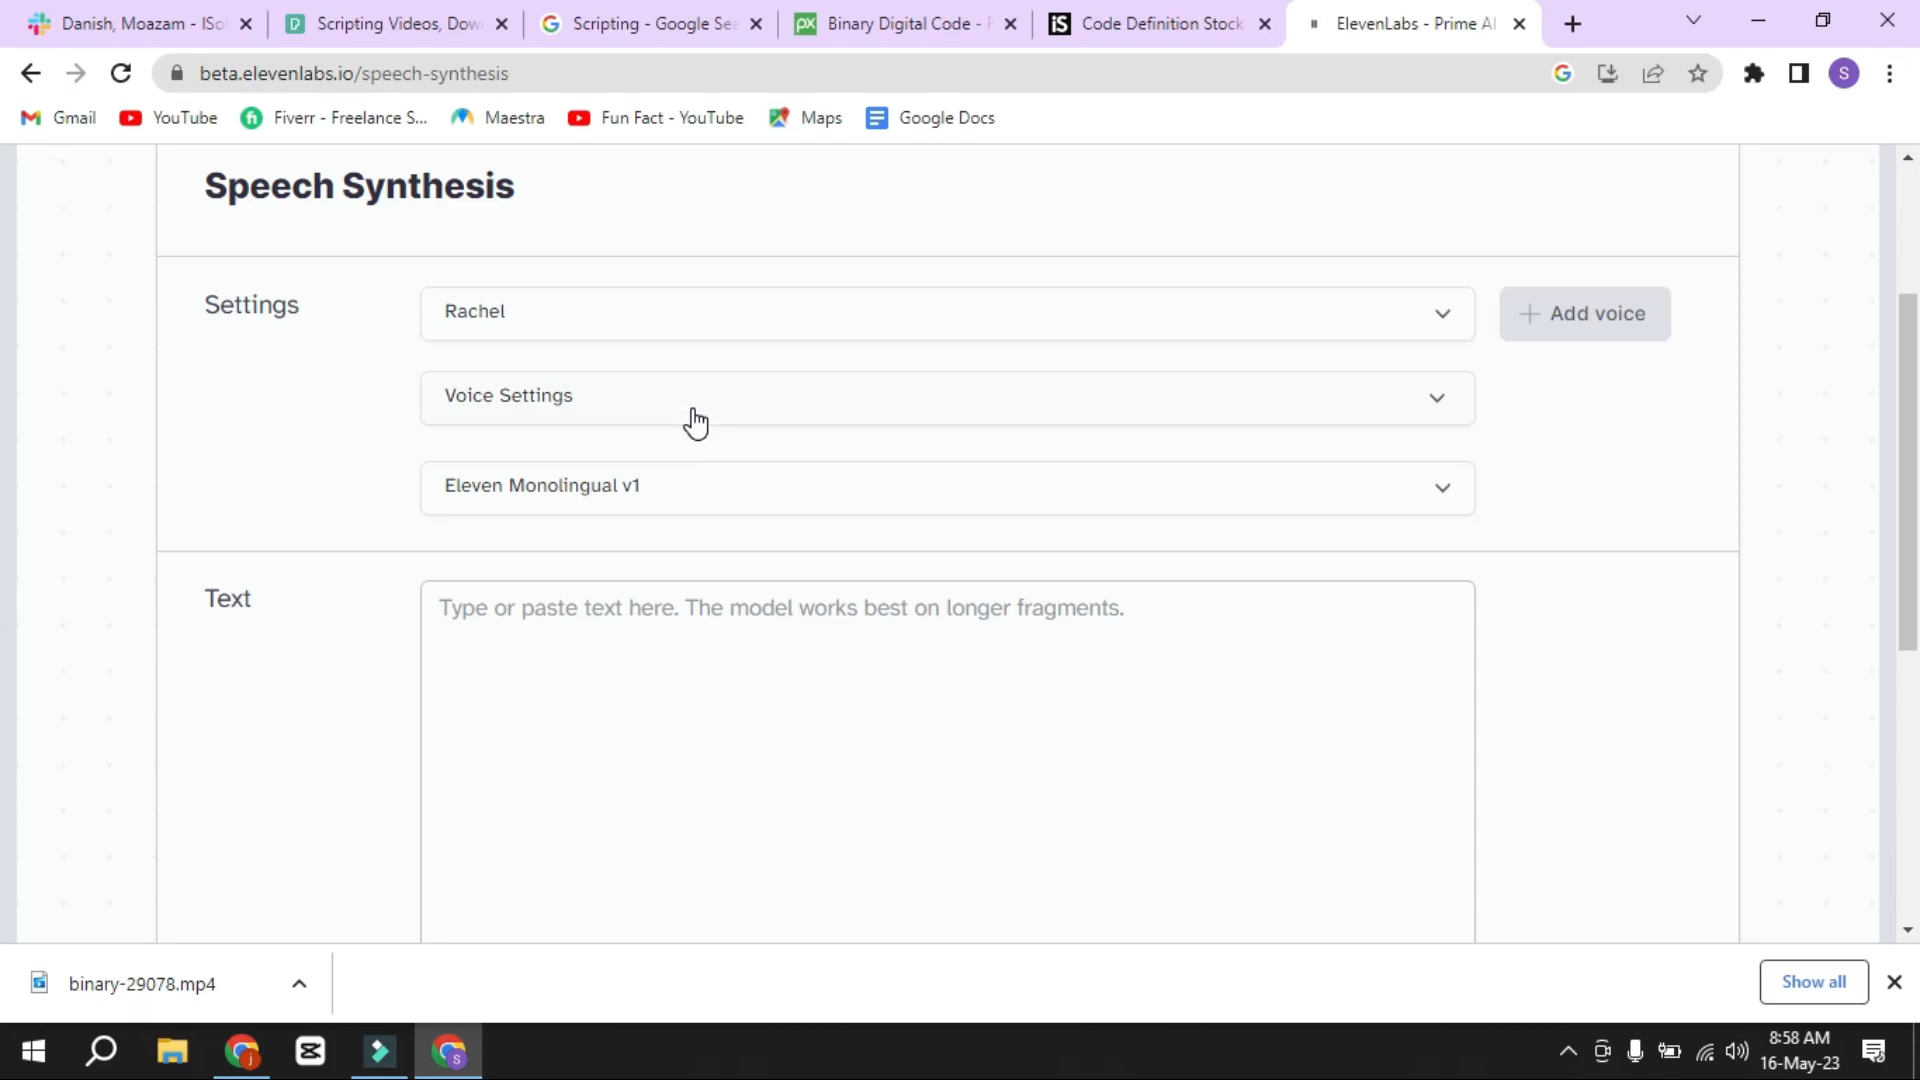 Danish, Moazam - ISo
Scripting Videos, Dow
Scripting - Google Se
Binary Digital Code -
Code Definition Stock
ElevenLabs - Prime AI
beta.elevenlabs.io/speech-synthesis
S
Gmail
YouTube
Fiverr - Freelance S...
Maestra
Fun Fact - YouTube
Maps
Google Docs
Speech Synthesis
Settings
Rachel
+ Add voice
Voice Settings
Eleven Monolingual v1
Text
Type or paste text here. The model works best on longer fragments.
binary-29078.mp4
Show all
8:58 AM
16-May-23